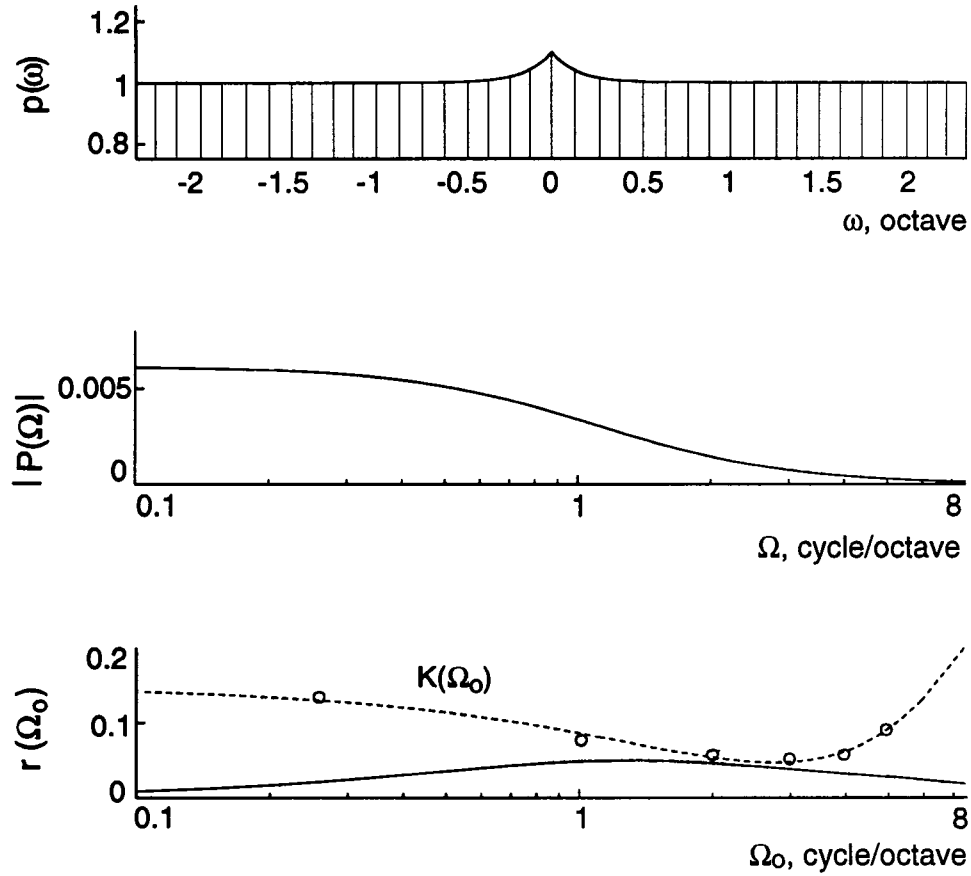 p(ω)
1.2
1
0.8
-2 -1.5 -1 -0.5 0 0.5 1 1.5 2
ω, octave
|P(Ω)|
0.005
0
0.1 1 8
Ω, cycle/octave
r(Ωo)
0.2
0.1
0
K(Ωo)
0.1 1 8
Ωo, cycle/octave